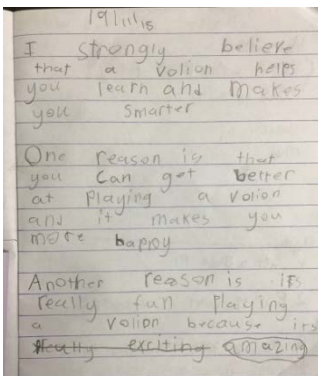 19/11/15
I strongly believe
that a volion helps
you learn and makes
you smarter
One reason is that
you can get better
at playing a volion
and it makes you
more happy
Another reason is its
really fun playing
a volion because its
really exciting amazing